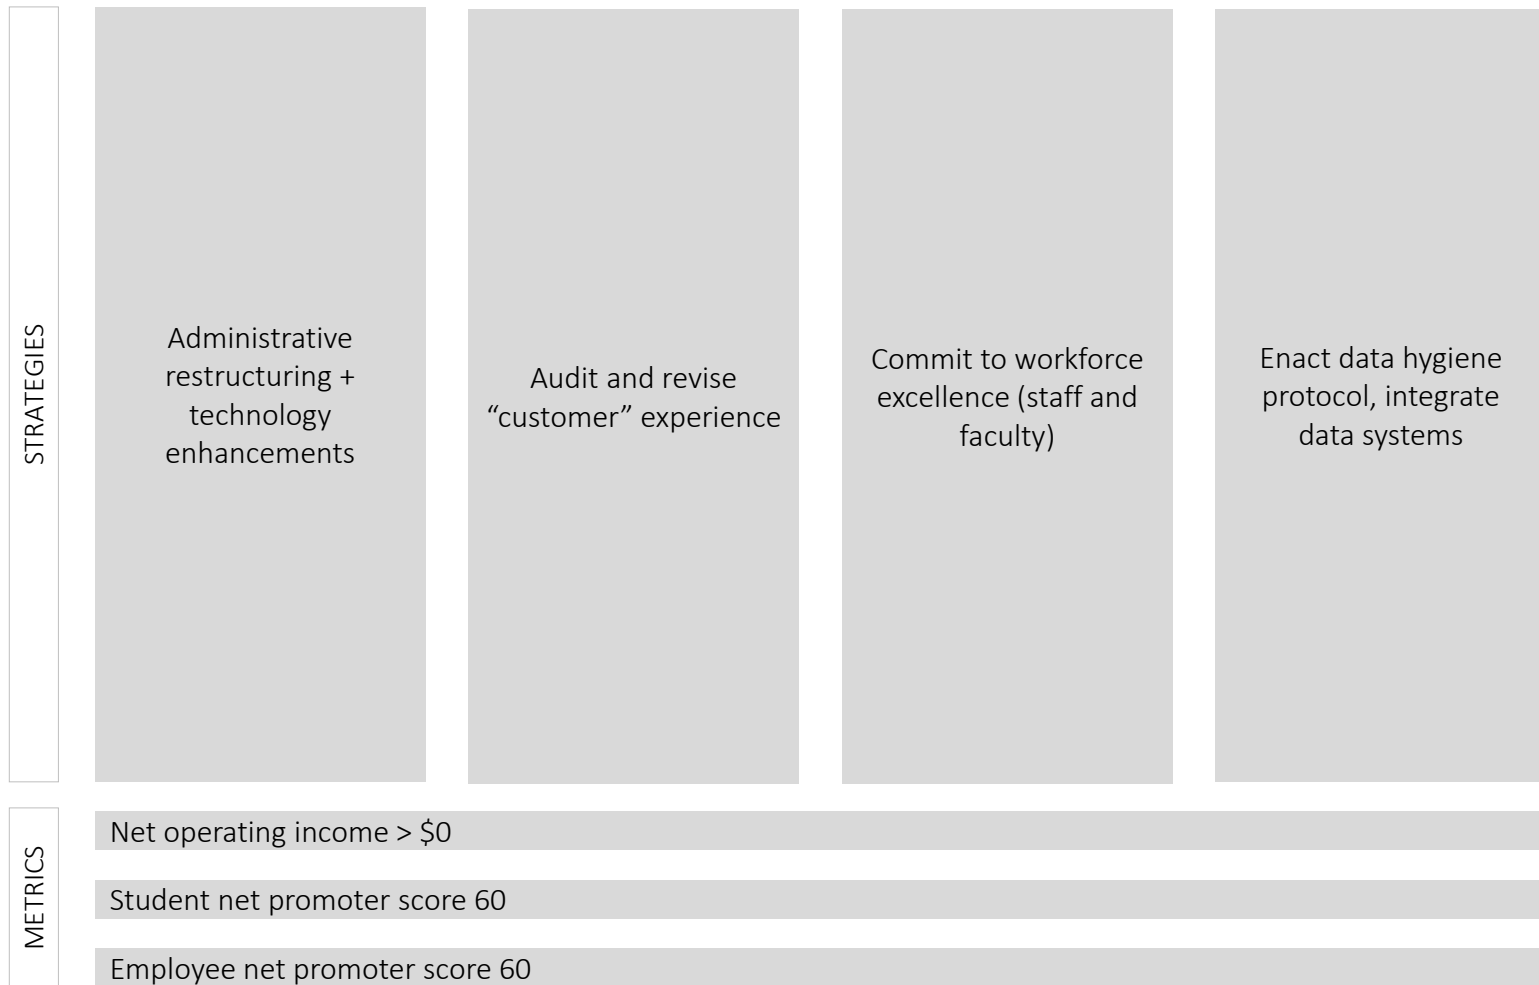 STRATEGIES
Administrative
restructuring +
technology
enhancements
Audit and revise
“customer” experience
Commit to workforce
excellence (staff and
faculty)
Enact data hygiene
protocol, integrate
data systems
METRICS
Net operating income > $0
Student net promoter score 60
Employee net promoter score 60